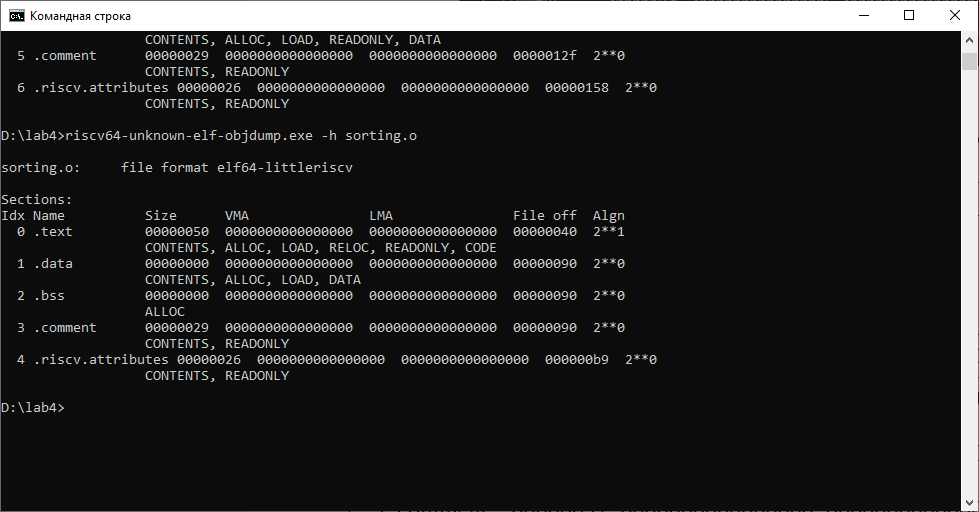 Командная строка
CONTENTS, ALLOC, LOAD, READONLY, DATA
5 .comment 00000029 0000000000000000 0000000000000000 0000012f 2**0
CONTENTS, READONLY
6 .riscv.attributes 00000026 0000000000000000 0000000000000000 00000158 2**0
CONTENTS, READONLY
D:\lab4>riscv64-unknown-elf-objdump.exe -h sorting.o
sorting.o: file format elf64-littleriscv
Sections:
Idx Name Size VMA LMA File off Algn
0 .text 00000050 0000000000000000 0000000000000000 00000040 2**1
CONTENTS, ALLOC, LOAD, RELOC, READONLY, CODE
1 .data 00000000 0000000000000000 0000000000000000 00000090 2**0
CONTENTS, ALLOC, LOAD, DATA
2 .bss 00000000 0000000000000000 0000000000000000 00000090 2**0
ALLOC
3 .comment 00000029 0000000000000000 0000000000000000 00000090 2**0
CONTENTS, READONLY
4 .riscv.attributes 00000026 0000000000000000 0000000000000000 000000b9 2**0
CONTENTS, READONLY
D:\lab4>